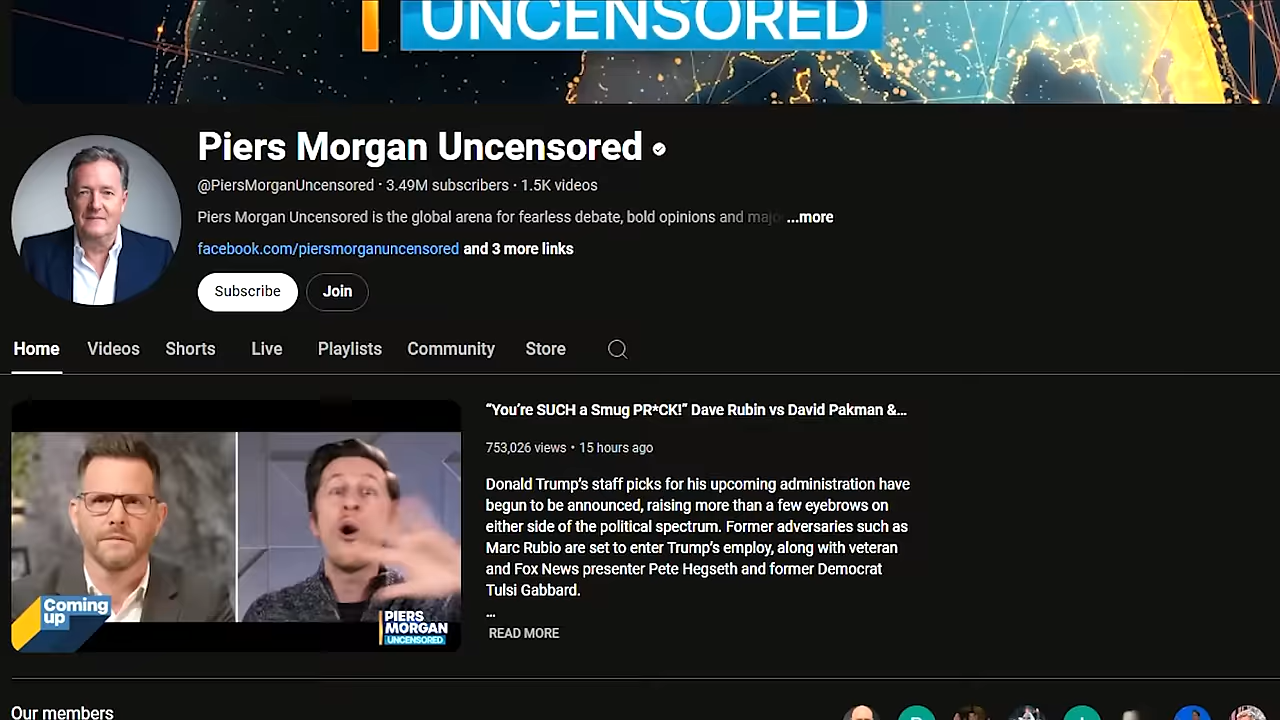 UNCENSORED
Piers Morgan Uncensored
@PiersMorganUncensored · 3.49M subscribers · 1.5K videos
Piers Morgan Uncensored is the global arena for fearless debate, bold opinions and majo ...more
facebook.com/piersmorganuncensored and 3 more links
Subscribe Join
Home Videos Shorts Live Playlists Community Store
“You’re SUCH a Smug PR*CK!” Dave Rubin vs David Pakman &...
753,026 views • 15 hours ago
Donald Trump’s staff picks for his upcoming administration have
begun to be announced, raising more than a few eyebrows on
either side of the political spectrum. Former adversaries such as
Marc Rubio are set to enter Trump’s employ, along with veteran
and Fox News presenter Pete Hegseth and former Democrat
Tulsi Gabbard.
...
READ MORE
Coming
up
PIERS
MORGAN
UNCENSORED
Our members